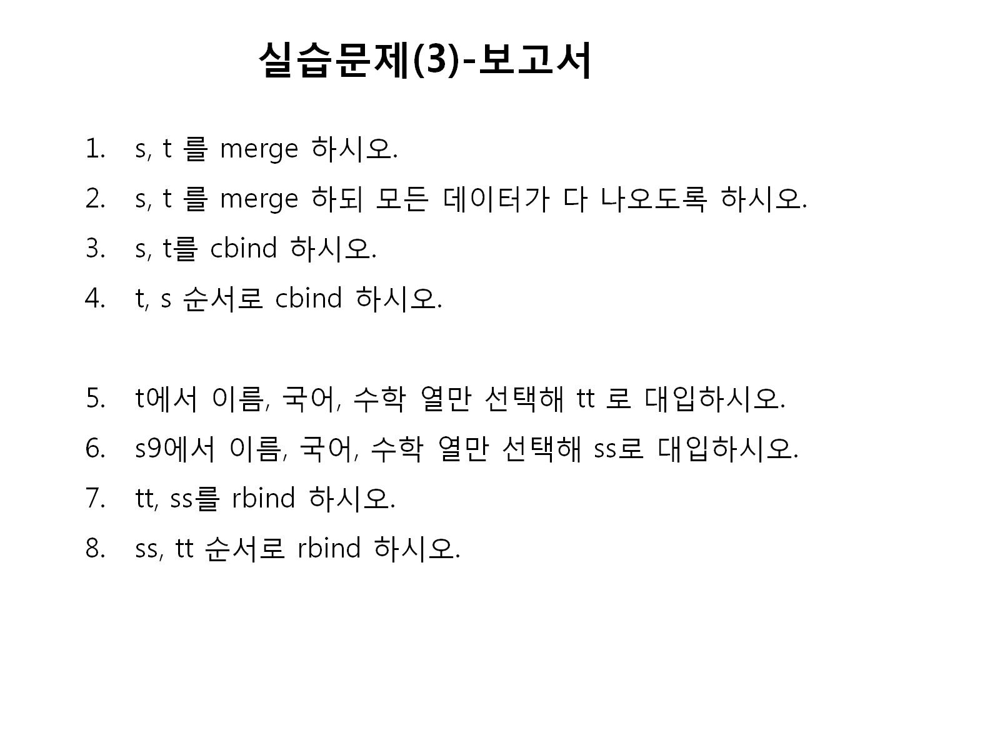 실습문제(3)-보고서
1. s, t 를 merge 하시오.
2. s, t 를 merge 하되 모든 데이터가 다 나오도록 하시오.
3. s, t를 cbind 하시오.
4. t, s 순서로 cbind 하시오.
5. t에서 이름, 국어, 수학 열만 선택해 tt 로 대입하시오.
6. s9에서 이름, 국어, 수학 열만 선택해 ss로 대입하시오.
7. tt, ss를 rbind 하시오.
8. ss, tt 순서로 rbind 하시오.